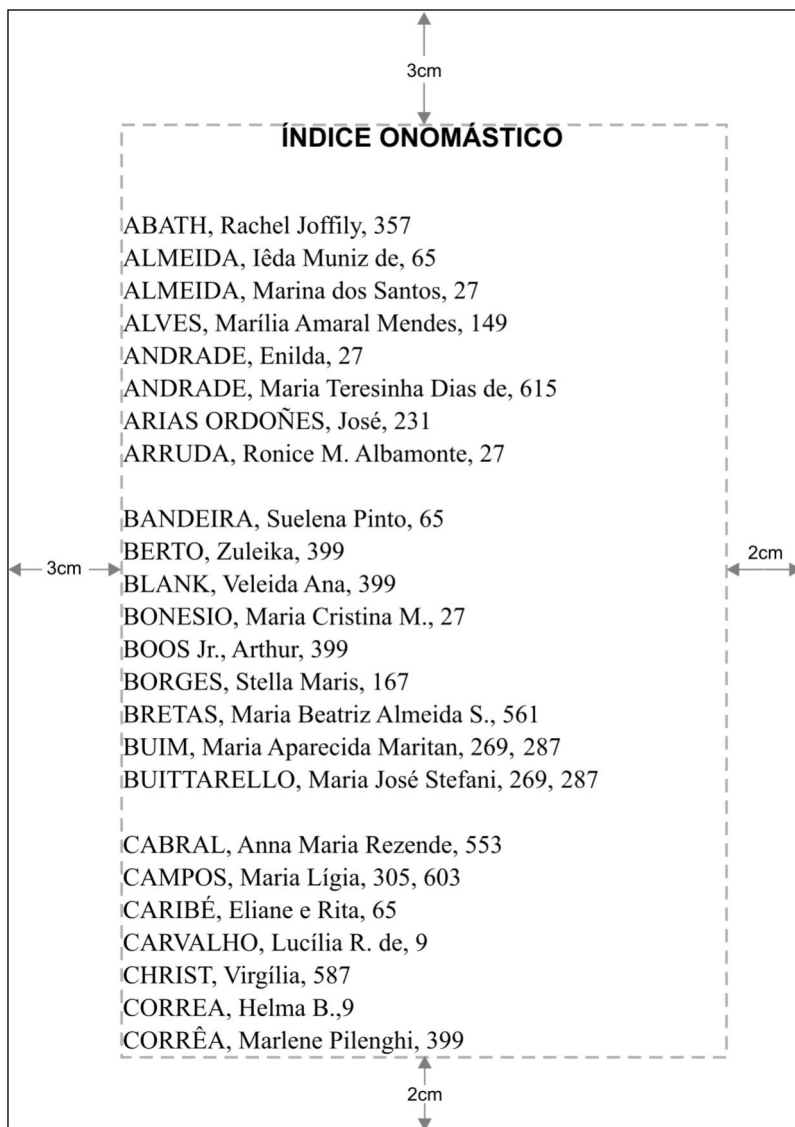 3cm
ÍNDICE ONOMÁSTICO
ABATH, Rachel Joffily, 357
ALMEIDA, Iêda Muniz de, 65
ALMEIDA, Marina dos Santos, 27
ALVES, Marília Amaral Mendes, 149
ANDRADE, Enilda, 27
ANDRADE, Maria Teresinha Dias de, 615
ARIAS ORDOÑES, José, 231
ARRUDA, Ronice M. Albamonte, 27
BANDEIRA, Suelena Pinto, 65
BERTO, Zuleika, 399
3cm
2cm
BLANK, Veleida Ana, 399
BONESIO, Maria Cristina M., 27
BOOS Jr., Arthur, 399
BORGES, Stella Maris, 167
BRETAS, Maria Beatriz Almeida S., 561
BUIM, Maria Aparecida Maritan, 269, 287
BUITTARELLO, Maria José Stefani, 269, 287
CABRAL, Anna Maria Rezende, 553
CAMPOS, Maria Lígia, 305, 603
CARIBÉ, Eliane e Rita, 65
CARVALHO, Lucília R. de, 9
CHRIST, Virgília, 587
CORREA, Helma B.,9
CORRÊA, Marlene Pilenghi, 399
2cm